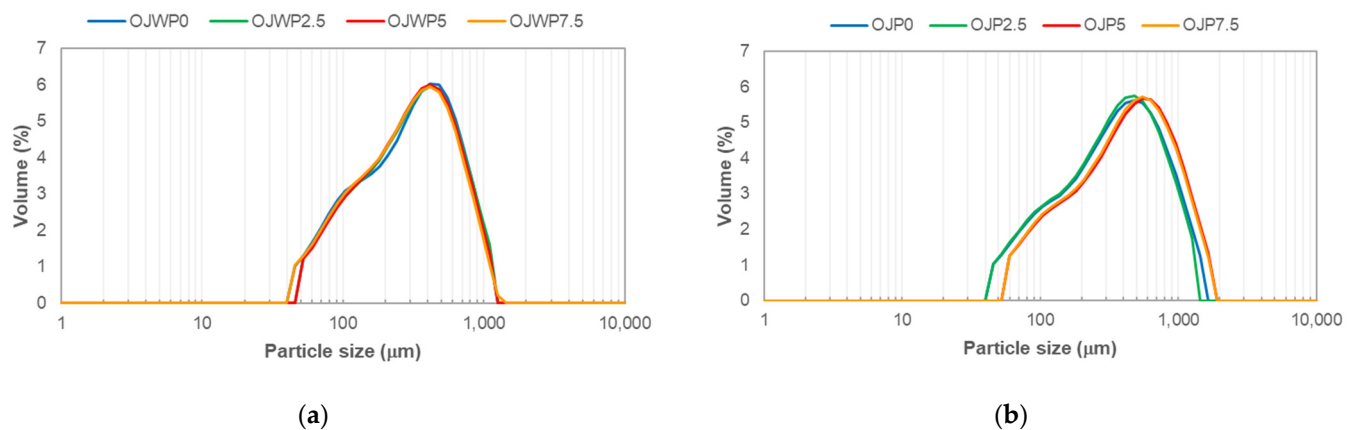 OJWP0 OJWP2.5 OJWP5 OJWP7.5
7
6
5
4
3
2
1
0
Volume (%)
1 10 100 1,000 10,000
Particle size (μm)
(a)
OJP0 OJP2.5 OJP5 OJP7.5
7
6
5
4
3
2
1
0
Volume (%)
1 10 100 1,000 10,000
Particle size (μm)
(b)